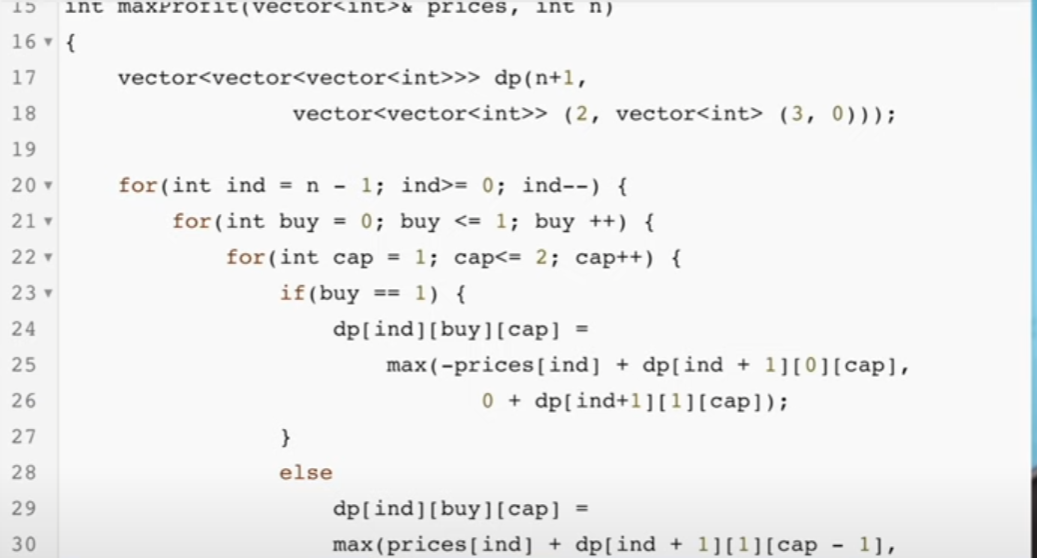 15 int maxProfit(vector<int>& prices, int n)
16 {
17 vector<vector<vector<int>>> dp(n+1,
18 vector<vector<int>> (2, vector<int> (3, 0)));
19
20 for(int ind = n - 1; ind>= 0; ind--) {
21 for(int buy = 0; buy <= 1; buy ++) {
22 for(int cap = 1; cap<= 2; cap++) {
23 if(buy == 1) {
24 dp[ind][buy][cap] =
25 max(-prices[ind] + dp[ind + 1][0][cap],
26 0 + dp[ind+1][1][cap]);
27 }
28 else
29 dp[ind][buy][cap] =
30 max(prices[ind] + dp[ind + 1][1][cap - 1],